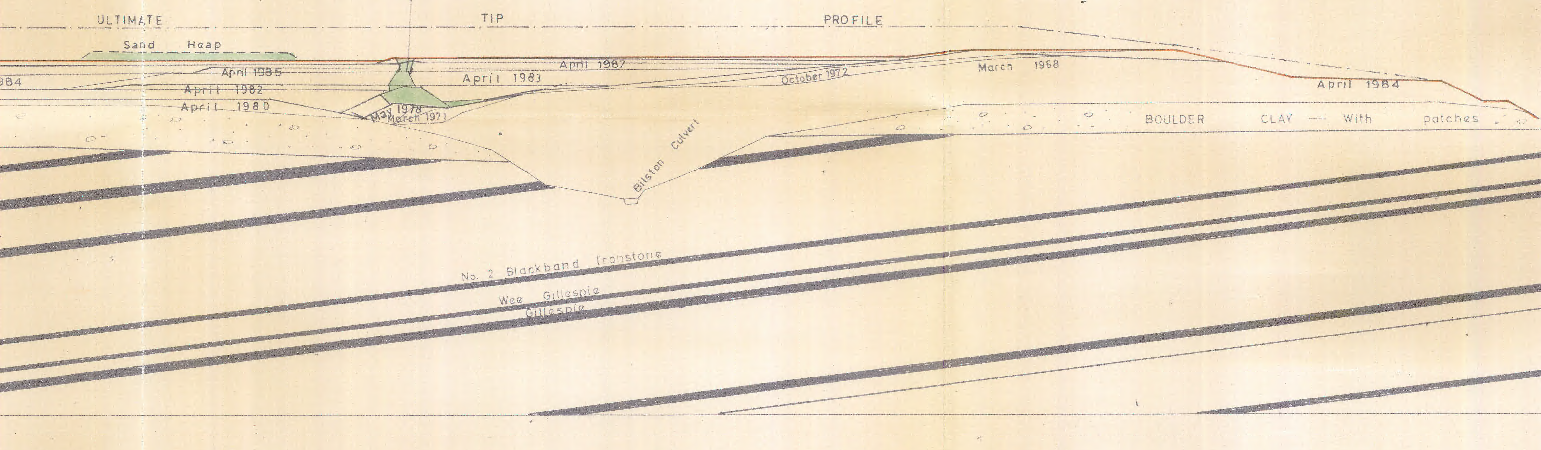 ULTIMATE TIP PROFILE
Sand Heap
984
April 1985
April 1982
April 1980
April 1983
April 1987
May 1978
March 1971
October 1972
March 1968
April 1984
BOULDER CLAY — With patches
Bilston Culvert
No. 2 Blackband Ironstone
Wee Gillespie
Gillespie